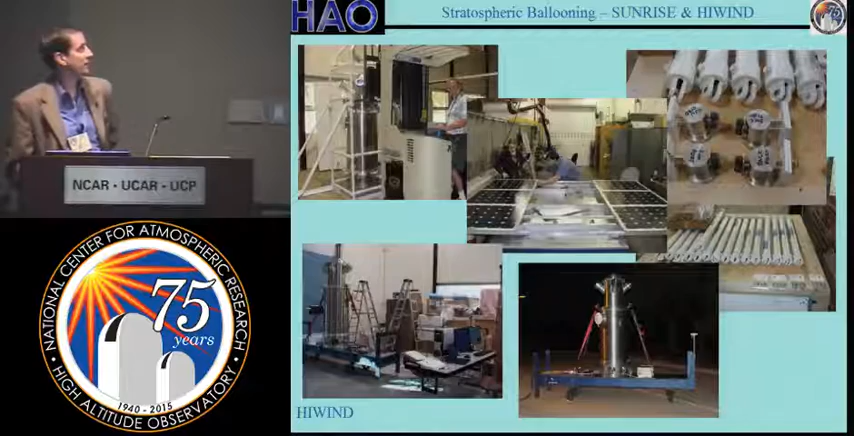 HAO
Stratospheric Ballooning – SUNRISE & HIWIND
75
NCAR - UCAR - UCP
NATIONAL CENTER FOR ATMOSPHERIC RESEARCH
75
years
1940 - 2015
HIGH ALTITUDE OBSERVATORY
HIWIND